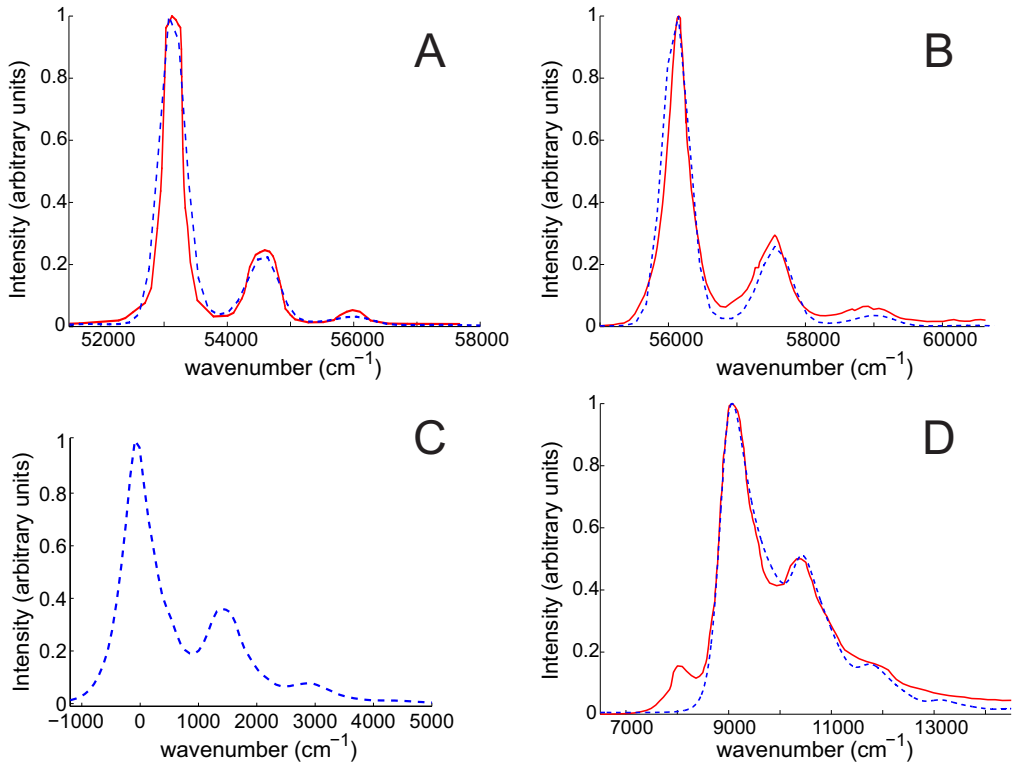 A
Intensity (arbitrary units)
1
0.8
0.6
0.4
0.2
0
52000 54000 56000 58000
wavenumber (cm⁻¹)
B
Intensity (arbitrary units)
1
0.8
0.6
0.4
0.2
0
56000 58000 60000
wavenumber (cm⁻¹)
C
Intensity (arbitrary units)
1
0.8
0.6
0.4
0.2
0
−1000 0 1000 2000 3000 4000 5000
wavenumber (cm⁻¹)
D
Intensity (arbitrary units)
1
0.8
0.6
0.4
0.2
0
7000 9000 11000 13000
wavenumber (cm⁻¹)